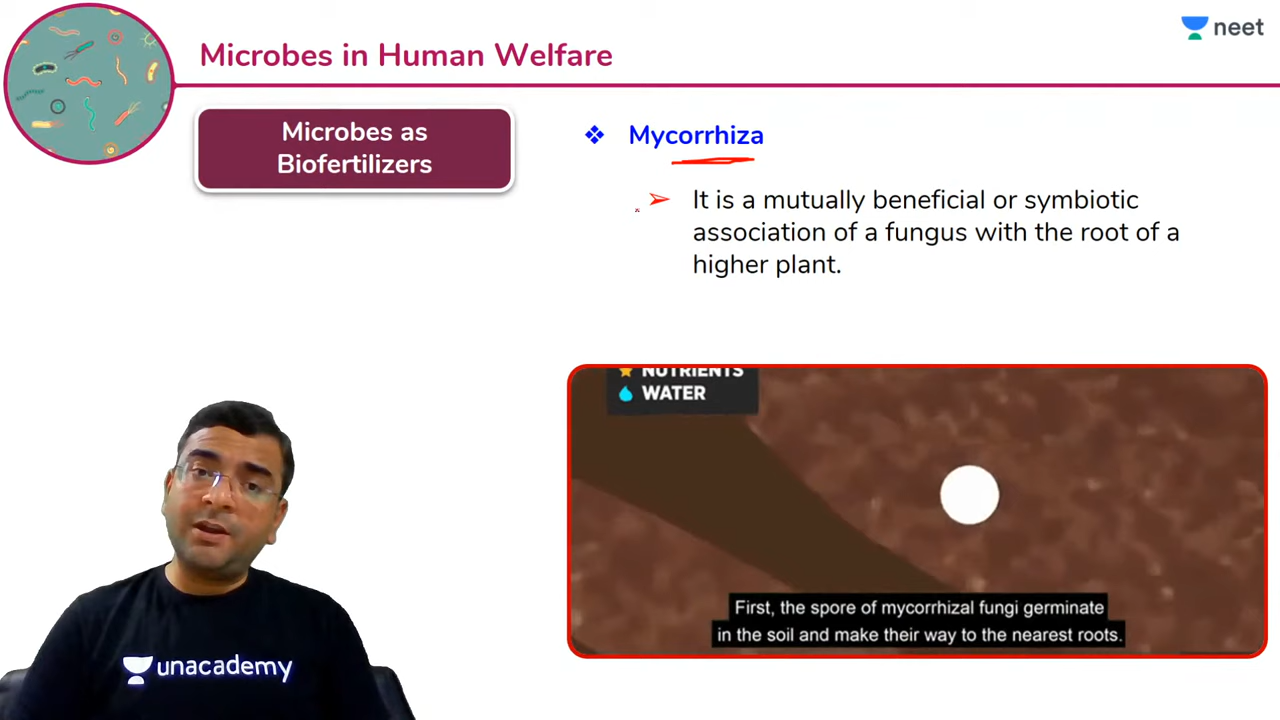 Microbes in Human Welfare
neet
Microbes as
Biofertilizers
❖ Mycorrhiza
➢ It is a mutually beneficial or symbiotic
association of a fungus with the root of a
higher plant.
NUTRIENTS
WATER
First, the spore of mycorrhizal fungi germinate
in the soil and make their way to the nearest roots.
unacademy